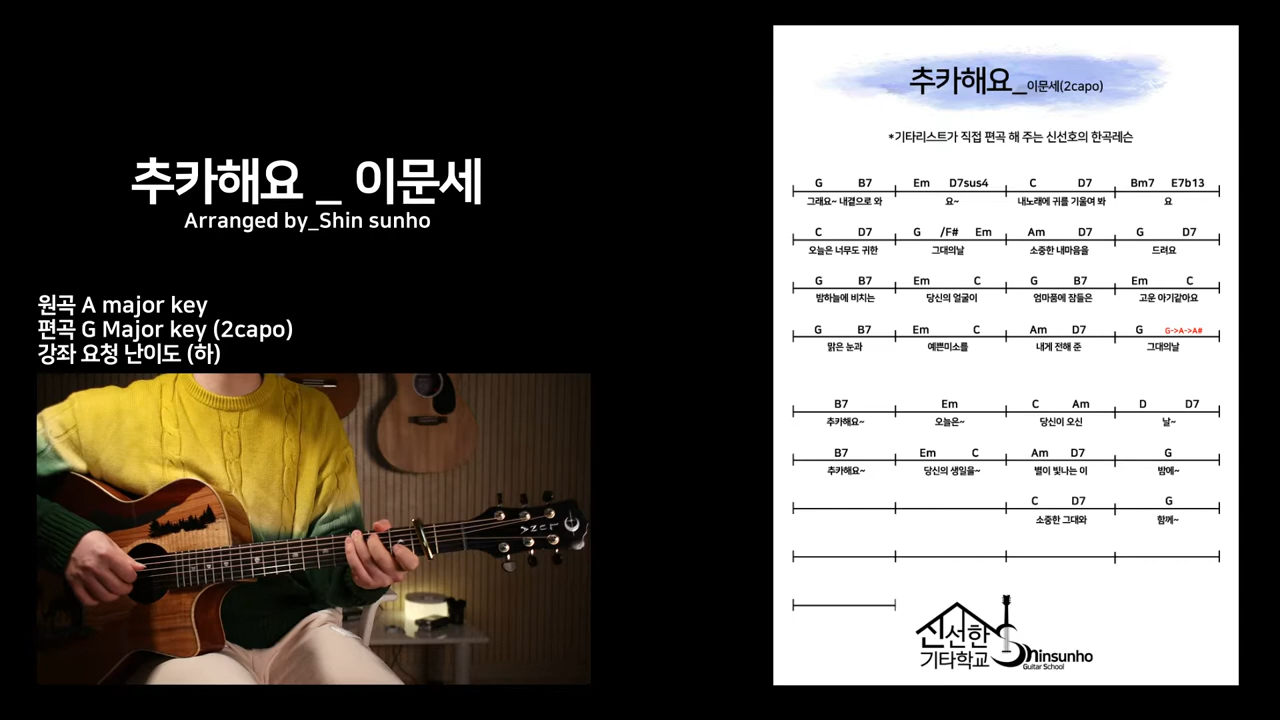 추카해요 _ 이문세
Arranged by_Shin sunho
원곡 A major key
편곡 G Major key (2capo)
강좌 요청 난이도 (하)
LUNA
추카해요_이문세(2capo)
*기타리스트가 직접 편곡 해 주는 신선호의 한곡레슨
G B7 Em D7sus4 C D7 Bm7 E7b13
그래요~ 내곁으로 와 요~ 내노래에 귀를 기울여 봐 요
C D7 G /F# Em Am D7 G D7
오늘은 너무도 귀한 그대의날 소중한 내마음을 드려요
G B7 Em C G B7 Em C
밤하늘에 비치는 당신의 얼굴이 엄마품에 잠들은 고운 아기같아요
G B7 Em C Am D7 G G->A->A#
맑은 눈과 예쁜미소를 내게 전해 준 그대의날
B7 Em C Am D D7
추카해요~ 오늘은~ 당신이 오신 날~
B7 Em C Am D7 G
추카해요~ 당신의 생일을~ 별이 빛나는 이 밤에~
C D7 G
소중한 그대와 함께~
신선한
기타학교 Shinsunho
Guitar School